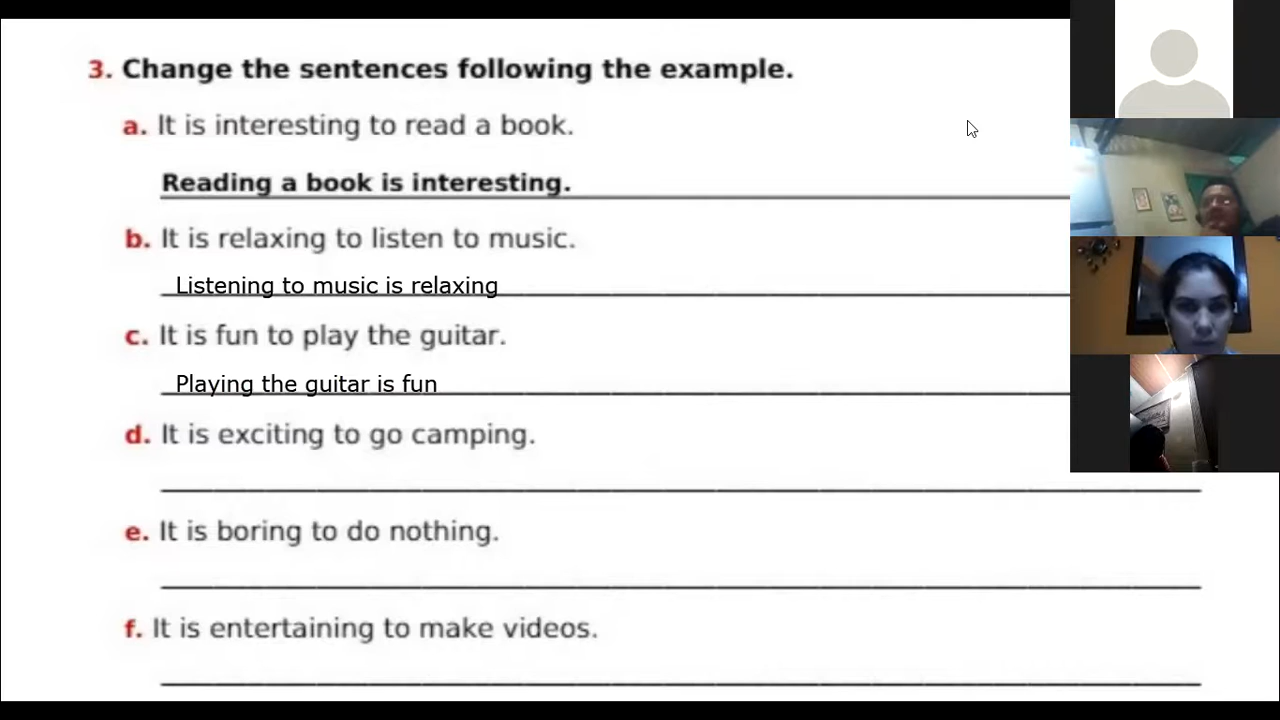 3. Change the sentences following the example.
a. It is interesting to read a book.
Reading a book is interesting.
b. It is relaxing to listen to music.
Listening to music is relaxing
c. It is fun to play the guitar.
Playing the guitar is fun
d. It is exciting to go camping.
e. It is boring to do nothing.
f. It is entertaining to make videos.